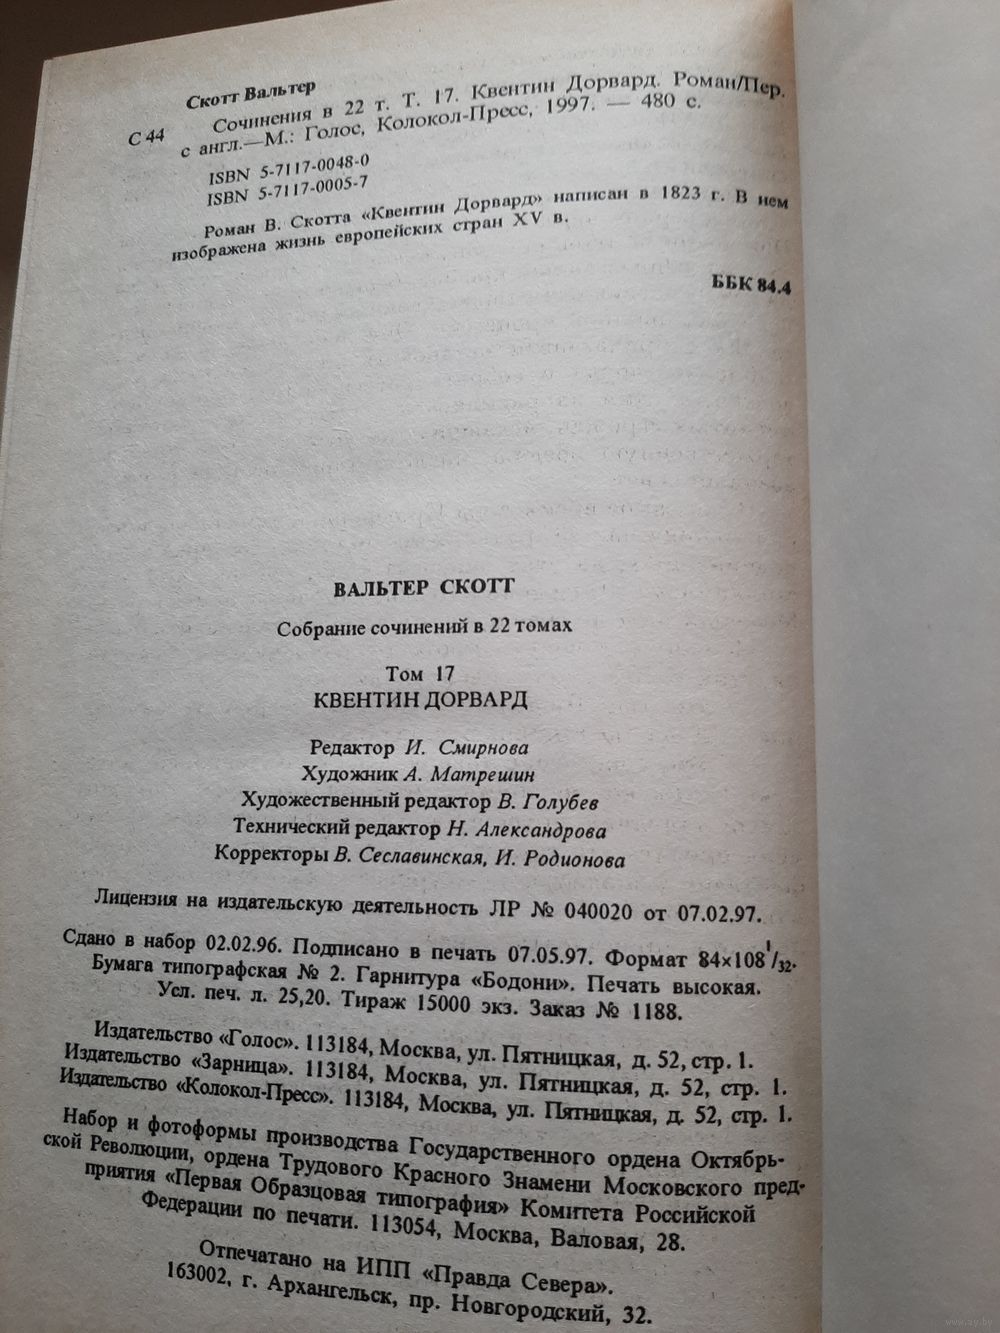 Скотт Вальтер
С 44 Сочинения в 22 т. Т. 17. Квентин Дорвард. Роман/Пер.
с англ.—М.: Голос, Колокол-Пресс, 1997. — 480 с.
ISBN 5-7117-0048-0
ISBN 5-7117-0005-7
Роман В. Скотта «Квентин Дорвард» написан в 1823 г. В нем
изображена жизнь европейских стран XV в.
ББК 84.4
ВАЛЬТЕР СКОТТ
Собрание сочинений в 22 томах
Том 17
КВЕНТИН ДОРВАРД
Редактор И. Смирнова
Художник А. Матрешин
Художественный редактор В. Голубев
Технический редактор Н. Александрова
Корректоры В. Сеславинская, И. Родионова
Лицензия на издательскую деятельность ЛР № 040020 от 07.02.97.
Сдано в набор 02.02.96. Подписано в печать 07.05.97. Формат 84×108 1/32.
Бумага типографская № 2. Гарнитура «Бодони». Печать высокая.
Усл. печ. л. 25,20. Тираж 15000 экз. Заказ № 1188.
Издательство «Голос». 113184, Москва, ул. Пятницкая, д. 52, стр. 1.
Издательство «Зарница». 113184, Москва, ул. Пятницкая, д. 52, стр. 1.
Издательство «Колокол-Пресс». 113184, Москва, ул. Пятницкая, д. 52, стр. 1.
Набор и фотоформы производства Государственного ордена Октябрь-
ской Революции, ордена Трудового Красного Знамени Московского пред-
приятия «Первая Образцовая типография» Комитета Российской
Федерации по печати. 113054, Москва, Валовая, 28.
Отпечатано на ИПП «Правда Севера».
163002, г. Архангельск, пр. Новгородский, 32.
www.ay.by